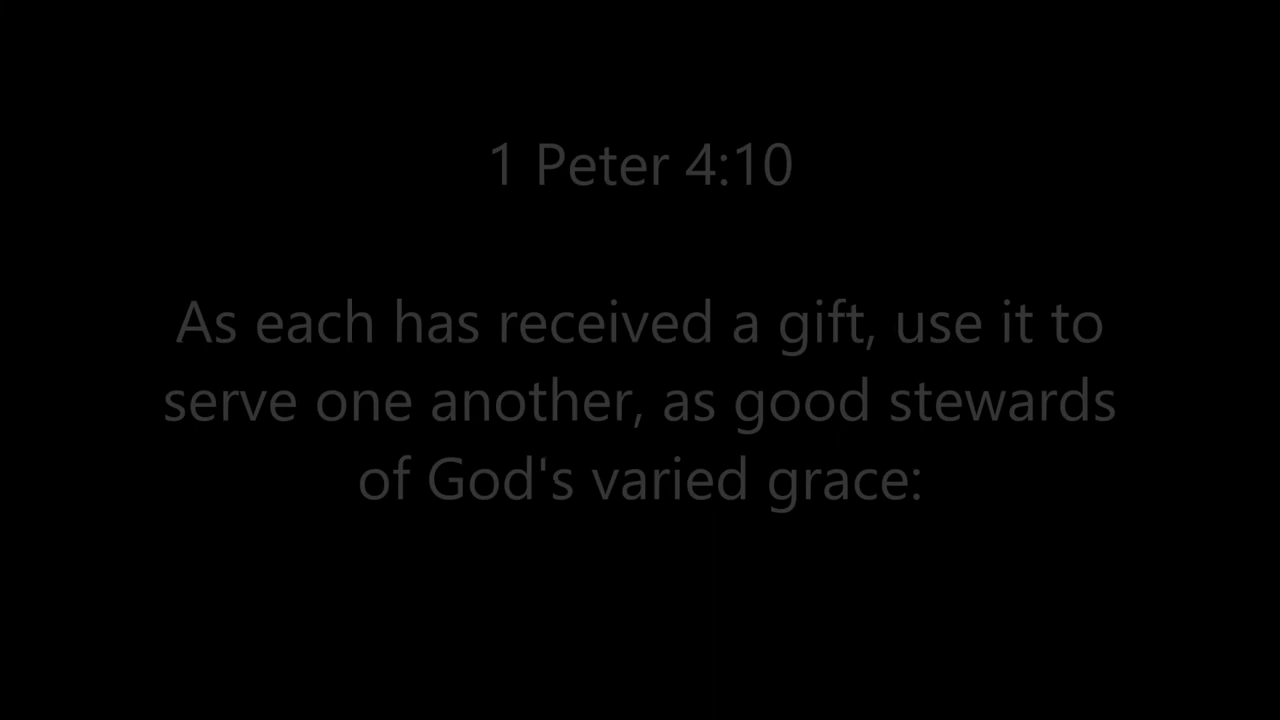 1 Peter 4:10
As each has received a gift, use it to
serve one another, as good stewards
of God's varied grace: